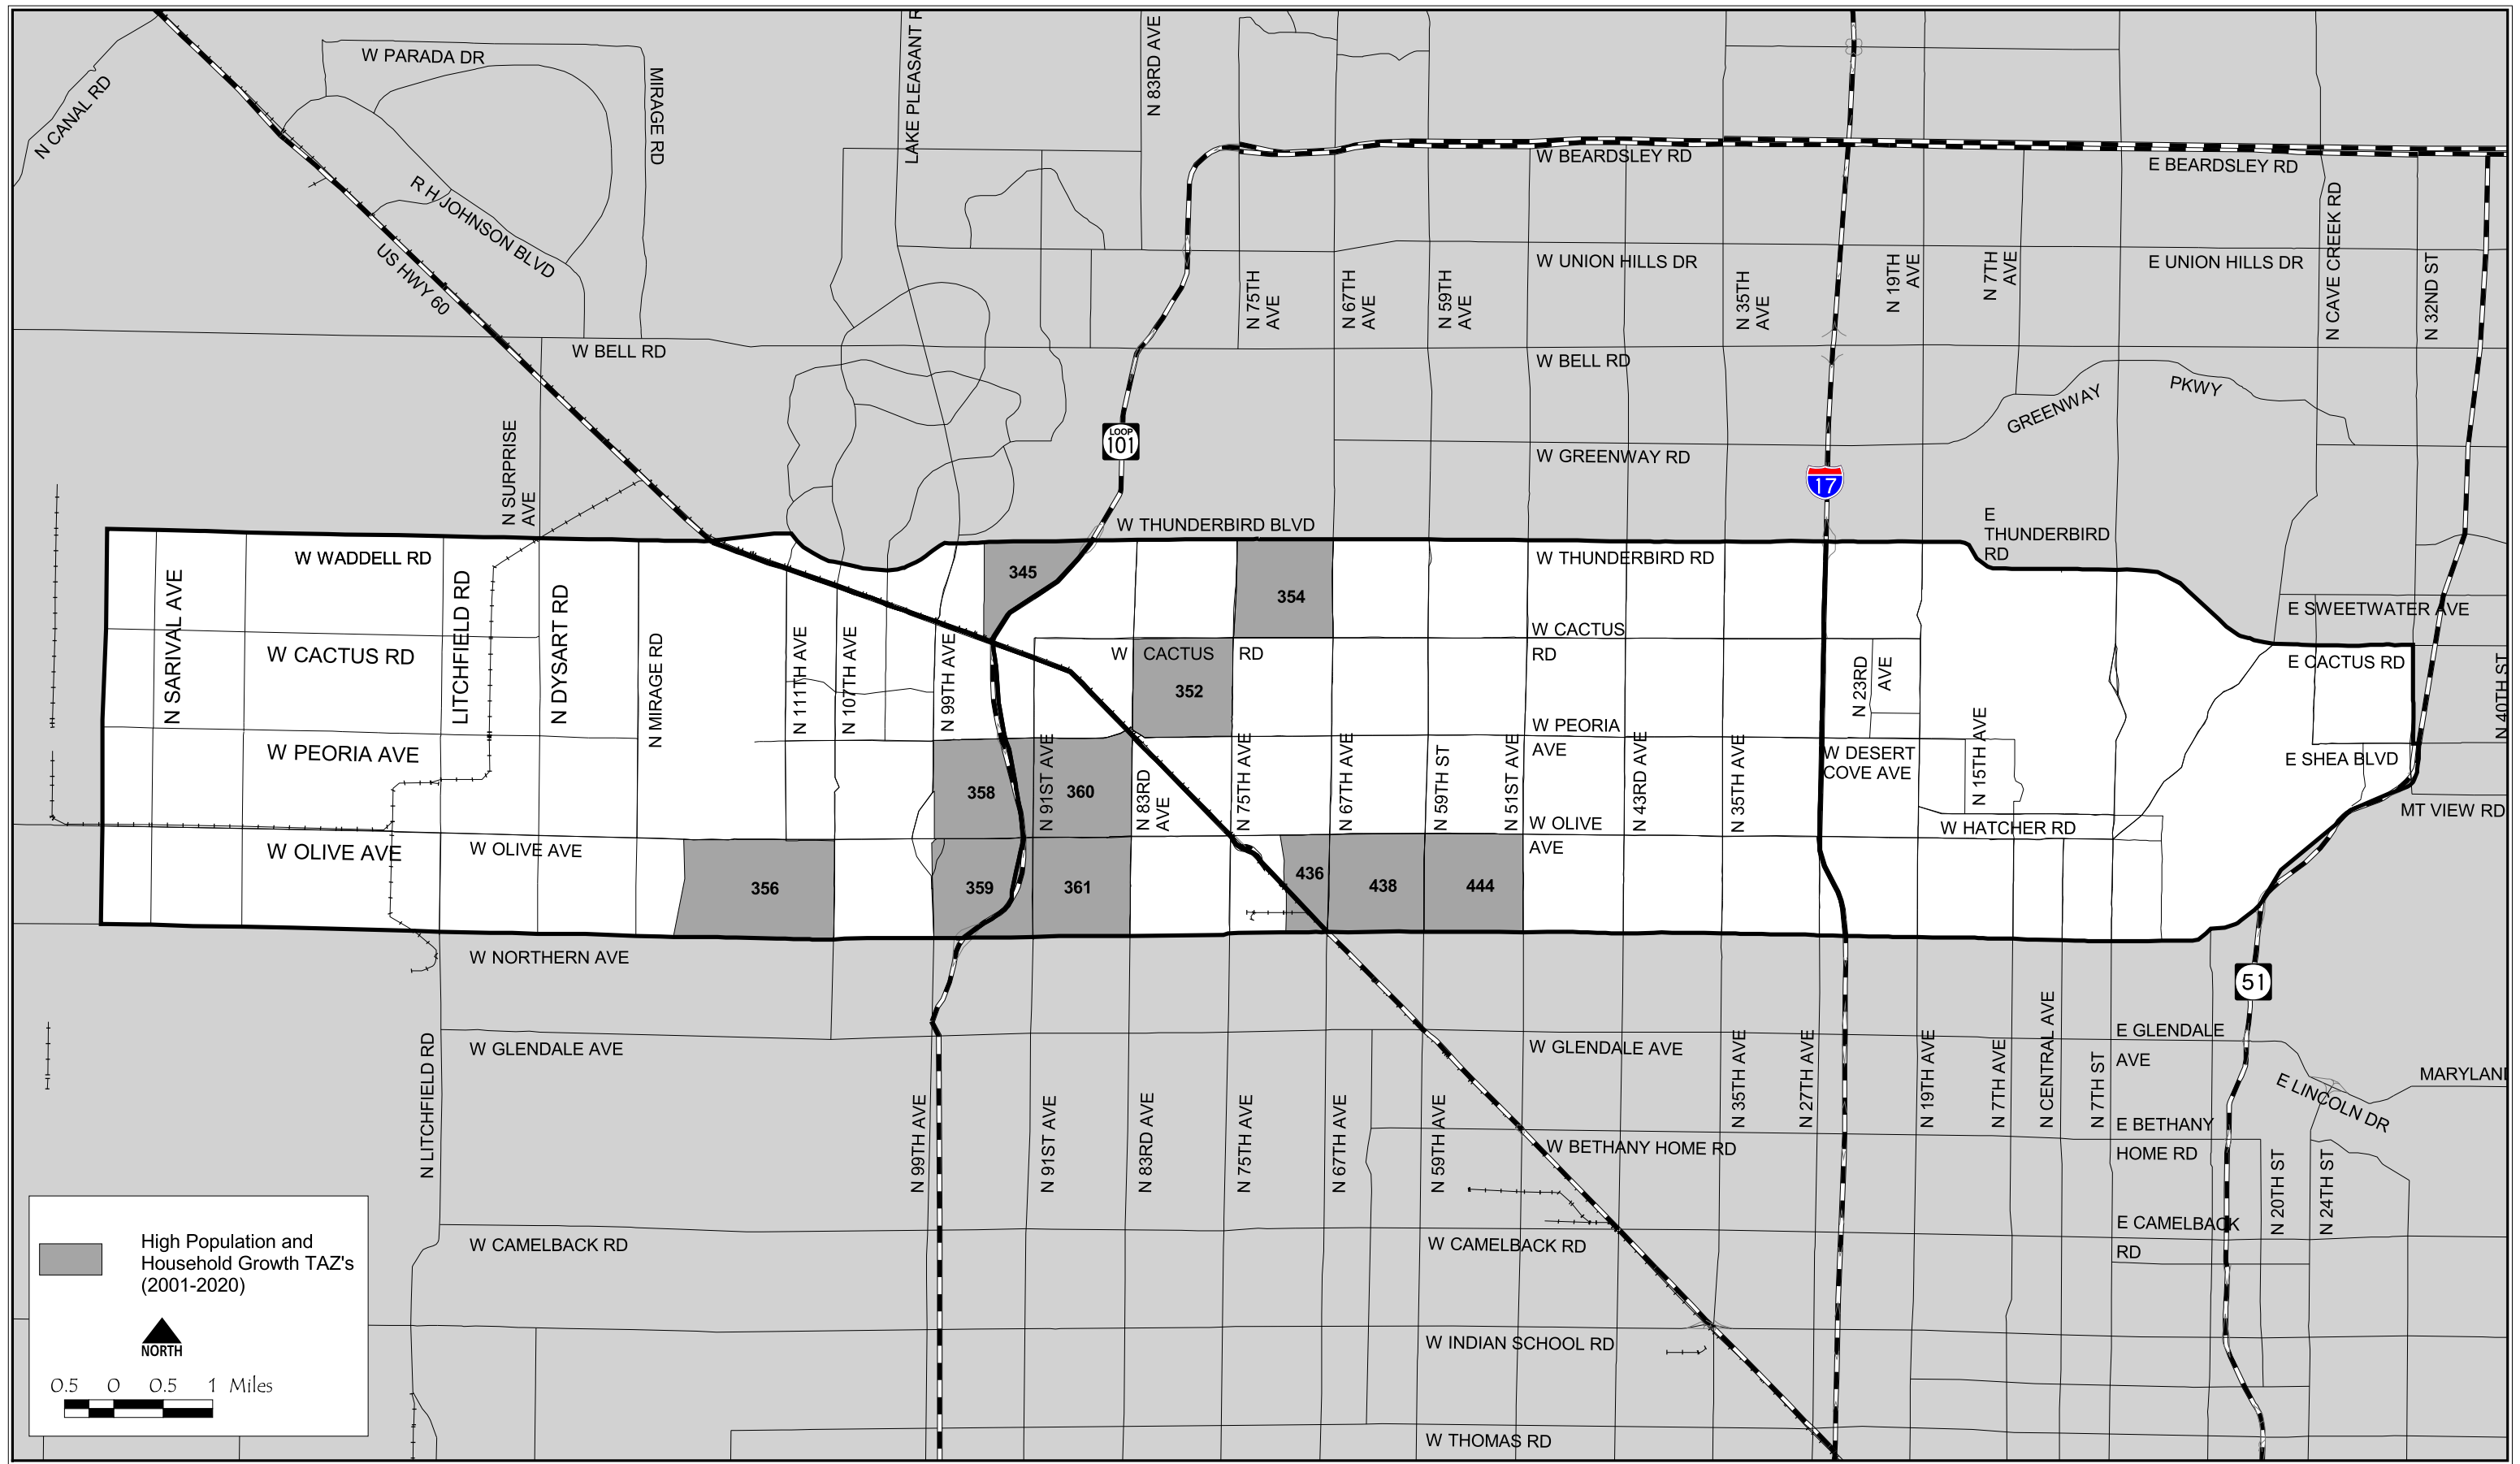 W PARADA DR
N CANAL RD
MIRAGE RD
LAKE PLEASANT R
N 83RD AVE
R H JOHNSON BLVD
US HWY 60
W BEARDSLEY RD
E BEARDSLEY RD
W UNION HILLS DR
E UNION HILLS DR
N 75TH
AVE
N 67TH
AVE
N 59TH
AVE
N 35TH
AVE
N 19TH
AVE
N 7TH
AVE
N CAVE CREEK RD
N 32ND ST
W BELL RD
W BELL RD
GREENWAY
PKWY
LOOP
101
W GREENWAY RD
17
N SURPRISE
AVE
W THUNDERBIRD BLVD
E
THUNDERBIRD
RD
W WADDELL RD
W THUNDERBIRD RD
345
354
N SARIVAL AVE
LITCHFIELD RD
N DYSART RD
N MIRAGE RD
N 111TH AVE
N 107TH AVE
N 99TH AVE
E SWEETWATER AVE
W CACTUS RD
W CACTUS RD
W CACTUS
RD
N 23RD
AVE
E CACTUS RD
N 40TH ST
352
W PEORIA AVE
W PEORIA
AVE
W DESERT
COVE AVE
N 15TH AVE
E SHEA BLVD
358
N 91ST AVE
360
N 83RD
AVE
N 75TH AVE
N 67TH AVE
N 59TH ST
N 51ST AVE
N 43RD AVE
N 35TH AVE
MT VIEW RD
W OLIVE AVE
W OLIVE AVE
W OLIVE
AVE
W HATCHER RD
356
359
361
436
438
444
W NORTHERN AVE
51
W GLENDALE AVE
W GLENDALE AVE
E GLENDALE
AVE
N LITCHFIELD RD
N 99TH AVE
N 91ST AVE
N 83RD AVE
N 75TH AVE
N 67TH AVE
N 59TH AVE
N 35TH AVE
N 27TH AVE
N 19TH AVE
N 7TH AVE
N CENTRAL AVE
N 7TH ST
E LINCOLN DR
W BETHANY HOME RD
E BETHANY
HOME RD
N 20TH ST
N 24TH ST
W CAMELBACK RD
W CAMELBACK RD
E CAMELBACK
RD
W INDIAN SCHOOL RD
W THOMAS RD
High Population and
Household Growth TAZ's
(2001-2020)
NORTH
0.5 0 0.5 1 Miles